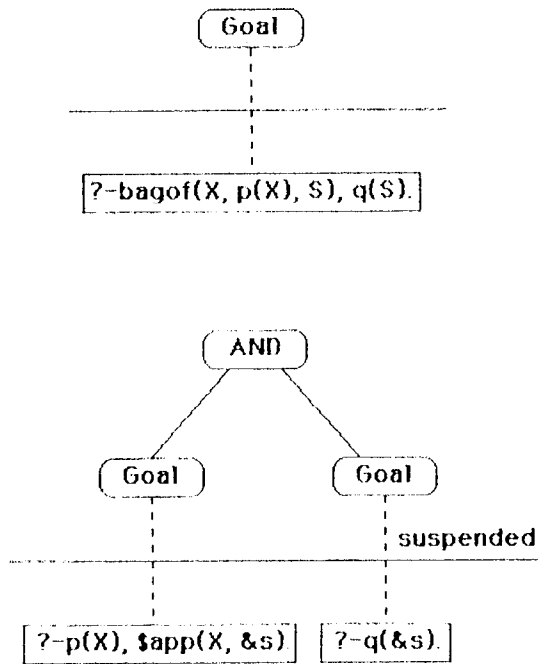 Goal
?-bagof(X, p(X), S), q(S).
AND
Goal Goal
suspended
?-p(X), $app(X, &s). ?-q(&s).